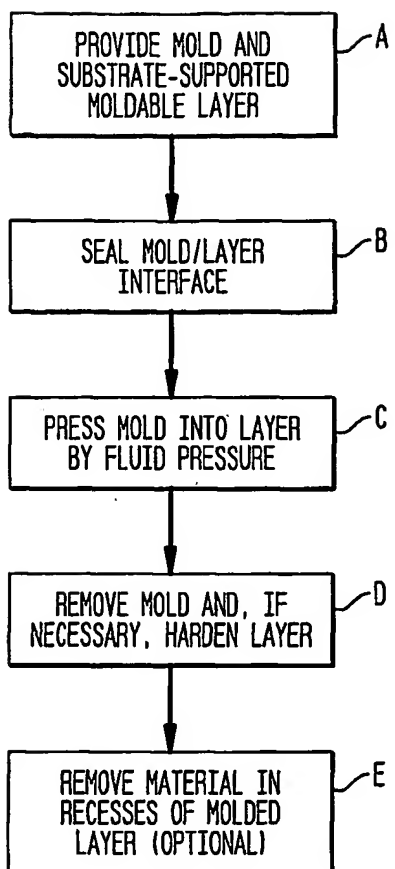 PROVIDE MOLD AND
SUBSTRATE-SUPPORTED
MOLDABLE LAYER
A
SEAL MOLD/LAYER
INTERFACE
B
PRESS MOLD INTO LAYER
BY FLUID PRESSURE
C
REMOVE MOLD AND, IF
NECESSARY, HARDEN LAYER
D
REMOVE MATERIAL IN
RECESSES OF MOLDED
LAYER (OPTIONAL)
E